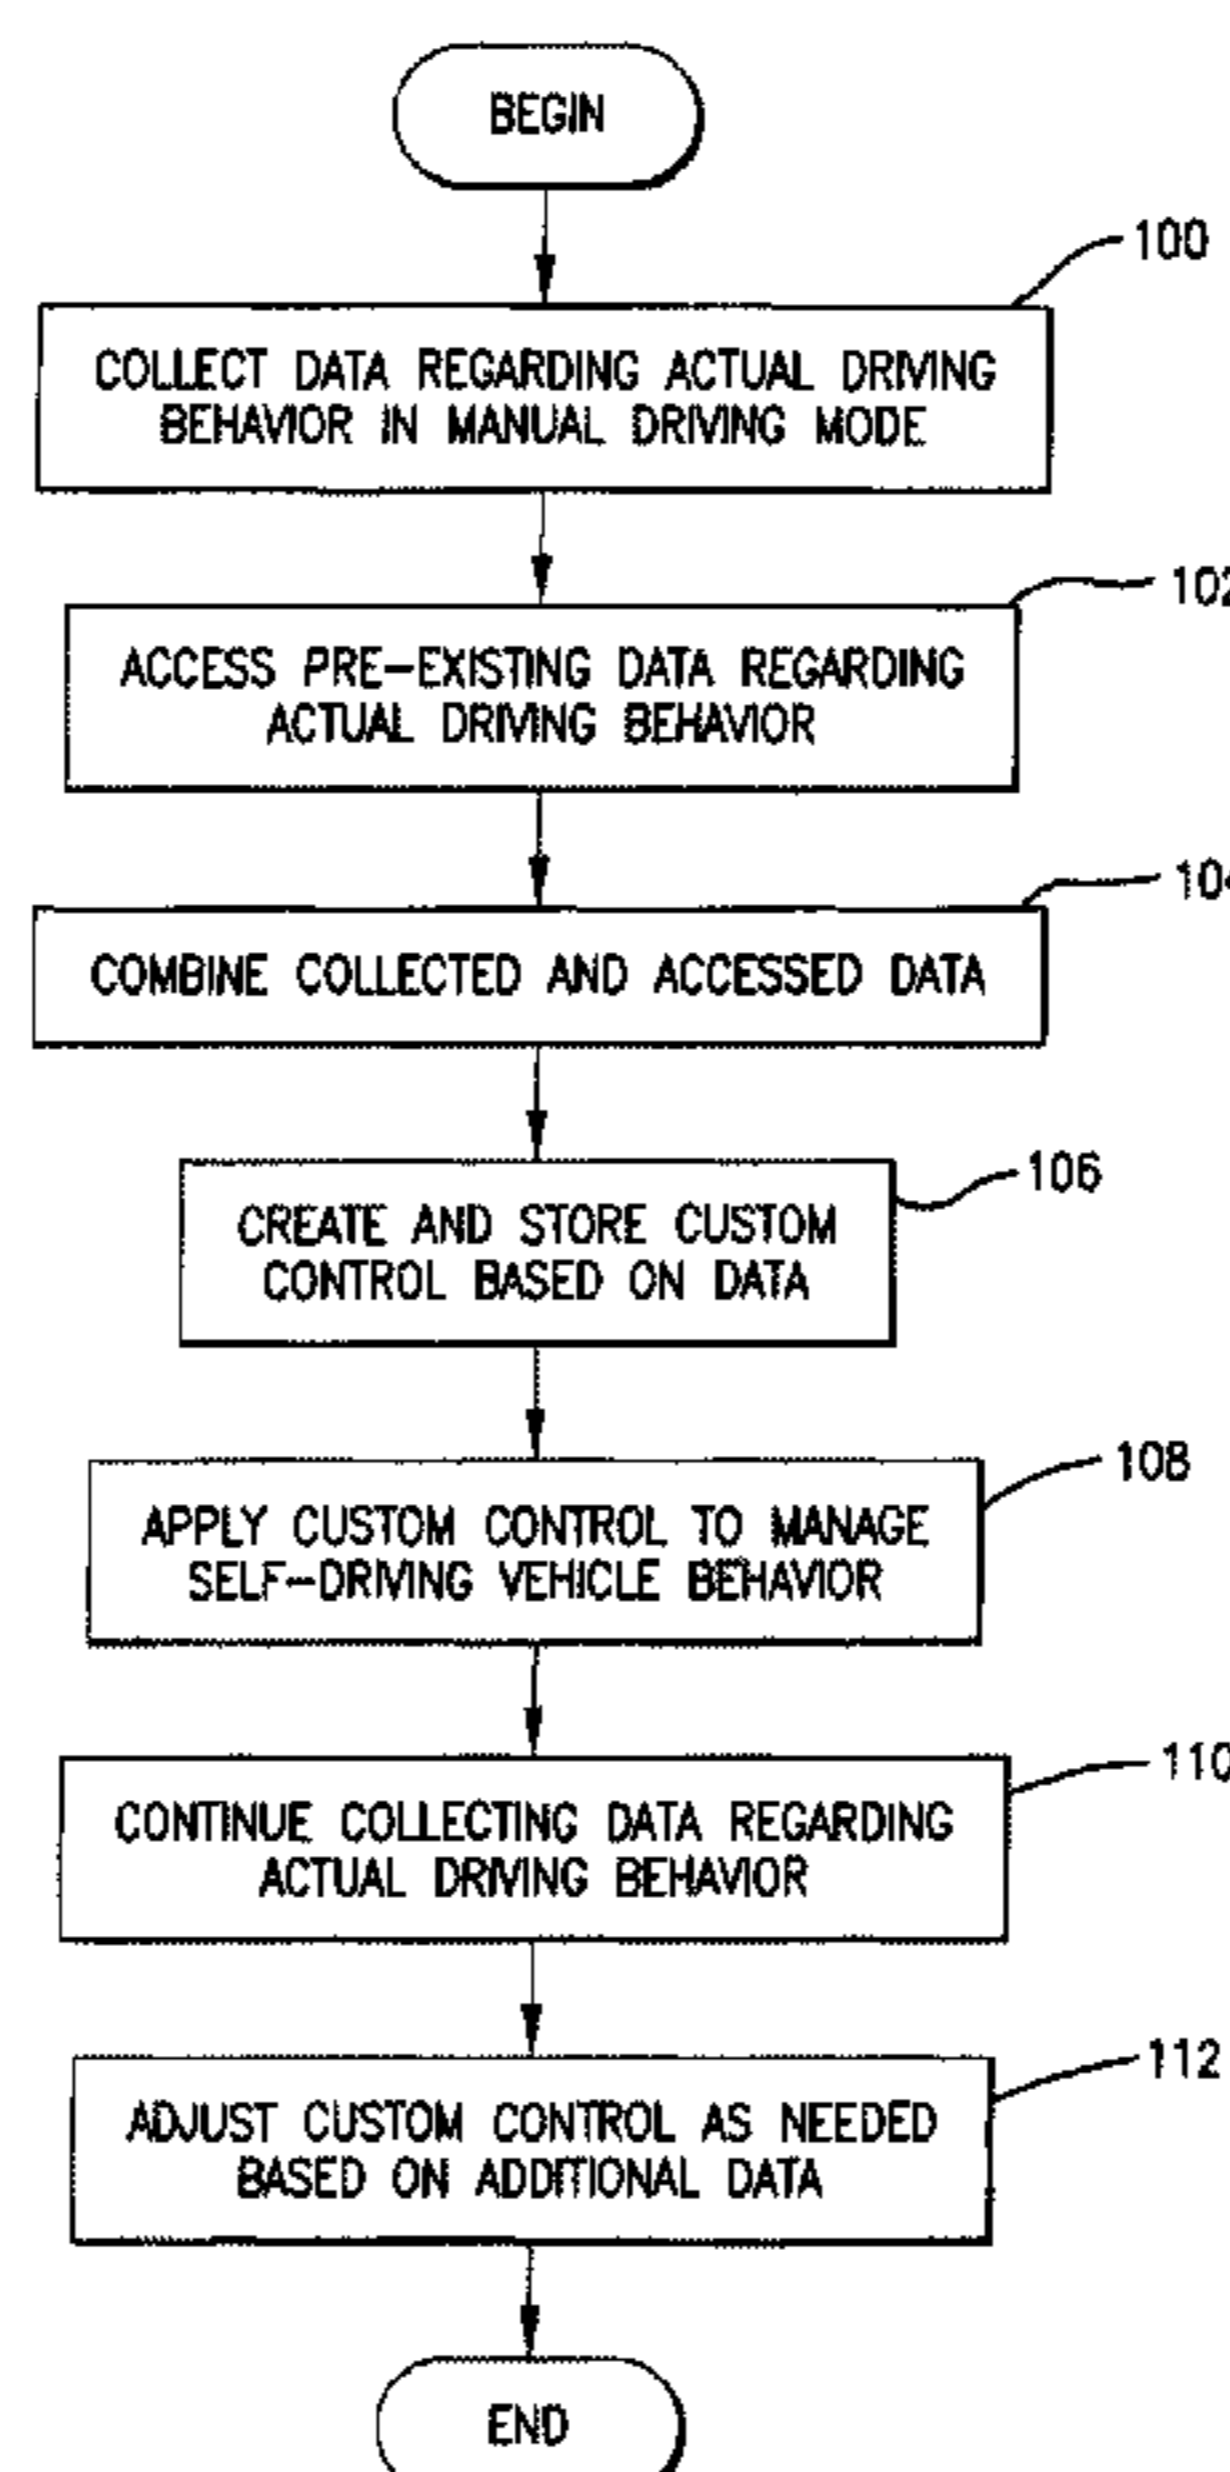 BEGIN
100
COLLECT DATA REGARDING ACTUAL DRIVING
BEHAVIOR IN MANUAL DRIVING MODE
102
ACCESS PRE-EXISTING DATA REGARDING
ACTUAL DRIVING BEHAVIOR
104
COMBINE COLLECTED AND ACCESSED DATA
106
CREATE AND STORE CUSTOM
CONTROL BASED ON DATA
108
APPLY CUSTOM CONTROL TO MANAGE
SELF-DRIVING VEHICLE BEHAVIOR
110
CONTINUE COLLECTING DATA REGARDING
ACTUAL DRIVING BEHAVIOR
112
ADJUST CUSTOM CONTROL AS NEEDED
BASED ON ADDITIONAL DATA
END